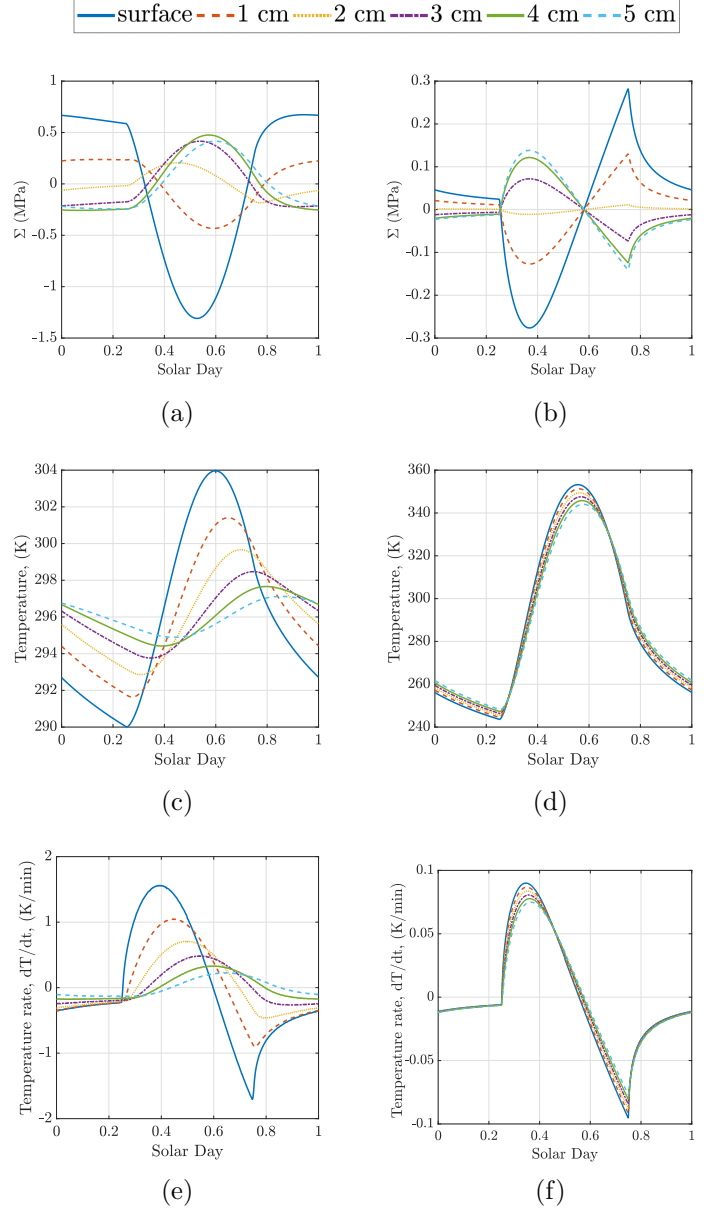 surface 1 cm 2 cm 3 cm 4 cm 5 cm
1
0.5
0
-0.5
-1
-1.5
Σ (MPa)
0 0.2 0.4 0.6 0.8 1
Solar Day
(a)
0.3
0.2
0.1
0
-0.1
-0.2
-0.3
Σ (MPa)
0 0.2 0.4 0.6 0.8 1
Solar Day
(b)
304
302
300
298
296
294
292
290
Temperature, (K)
0 0.2 0.4 0.6 0.8 1
Solar Day
(c)
360
340
320
300
280
260
240
Temperature, (K)
0 0.2 0.4 0.6 0.8 1
Solar Day
(d)
2
1
0
-1
-2
Temperature rate, dT/dt, (K/min)
0 0.2 0.4 0.6 0.8 1
Solar Day
(e)
0.1
0.05
0
-0.05
-0.1
Temperature rate, dT/dt, (K/min)
0 0.2 0.4 0.6 0.8 1
Solar Day
(f)